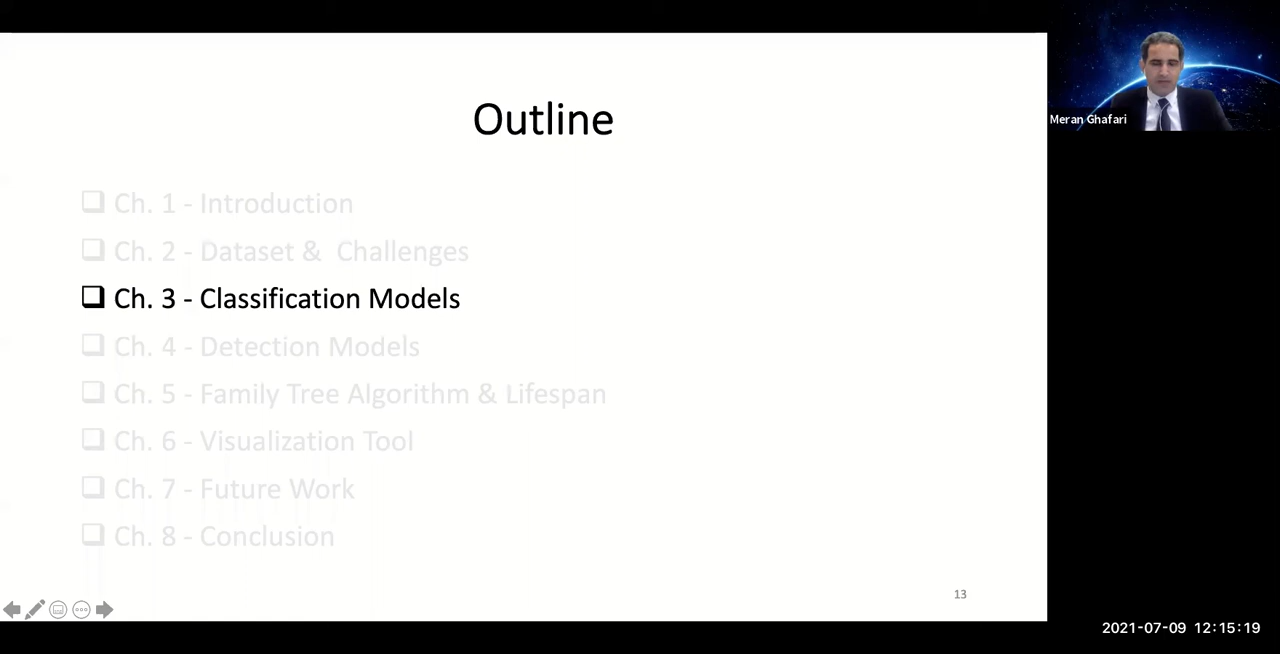 Outline
Ch. 1 - Introduction
Ch. 2 - Dataset &  Challenges
Ch. 3 - Classification Models
Ch. 4 - Detection Models
Ch. 5 - Family Tree Algorithm & Lifespan
Ch. 6 - Visualization Tool
Ch. 7 - Future Work
Ch. 8 - Conclusion
13
Meran Ghafari
2021-07-09 12:15:19